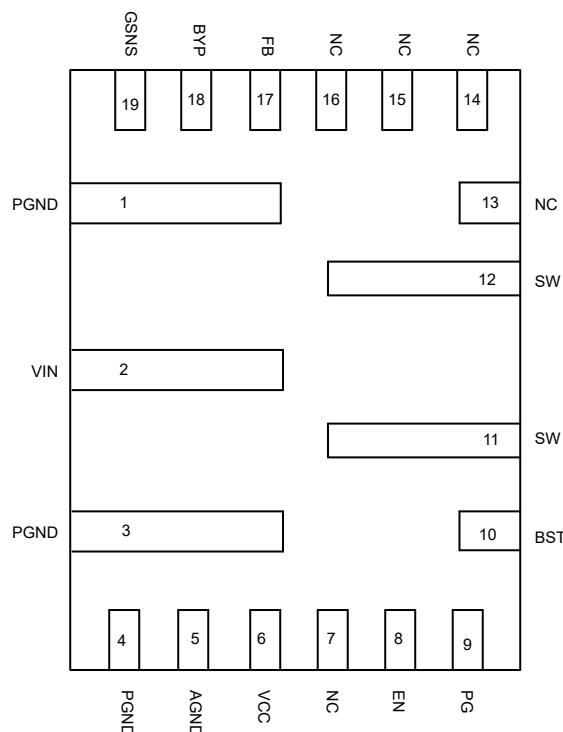 GSNS BYP FB NC NC NC
19 18 17 16 15 14
PGND 1 13 NC
12 SW
VIN 2
11 SW
PGND 3 10 BST
4 5 6 7 8 9
PGND AGND VCC NC EN PG